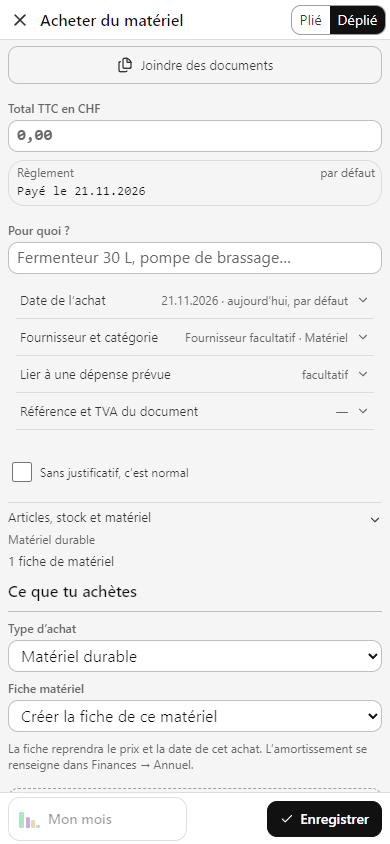 Acheter du matériel
Plié
Déplié
Joindre des documents
Total TTC en CHF
0,00
Règlement
par défaut
Payé le 21.11.2026
Pour quoi ?
Fermenteur 30 L, pompe de brassage…
Date de l’achat
21.11.2026 · aujourd’hui, par défaut
Fournisseur et catégorie
Fournisseur facultatif · Matériel
Lier à une dépense prévue
facultatif
Référence et TVA du document
—
Sans justificatif, c’est normal
Articles, stock et matériel
Matériel durable
1 fiche de matériel
Ce que tu achètes
Type d’achat
Matériel durable
Fiche matériel
Créer la fiche de ce matériel
La fiche reprendra le prix et la date de cet achat. L’amortissement se
renseigne dans Finances → Annuel.
Mon mois
Enregistrer